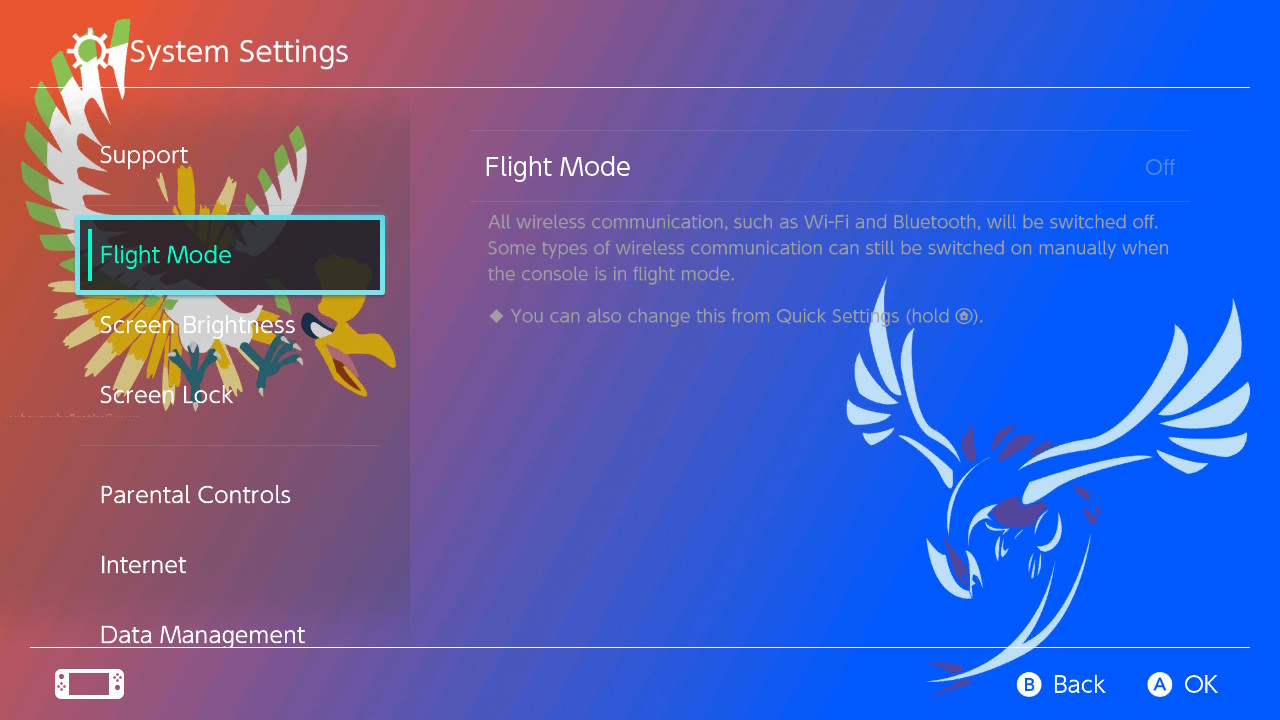 System Settings
Support
Flight Mode
Screen Brightness
Screen Lock
Parental Controls
Internet
Data Management
Flight Mode Off
All wireless communication, such as Wi-Fi and Bluetooth, will be switched off.
Some types of wireless communication can still be switched on manually when
the console is in flight mode.
◆ You can also change this from Quick Settings (hold ).
B Back A OK